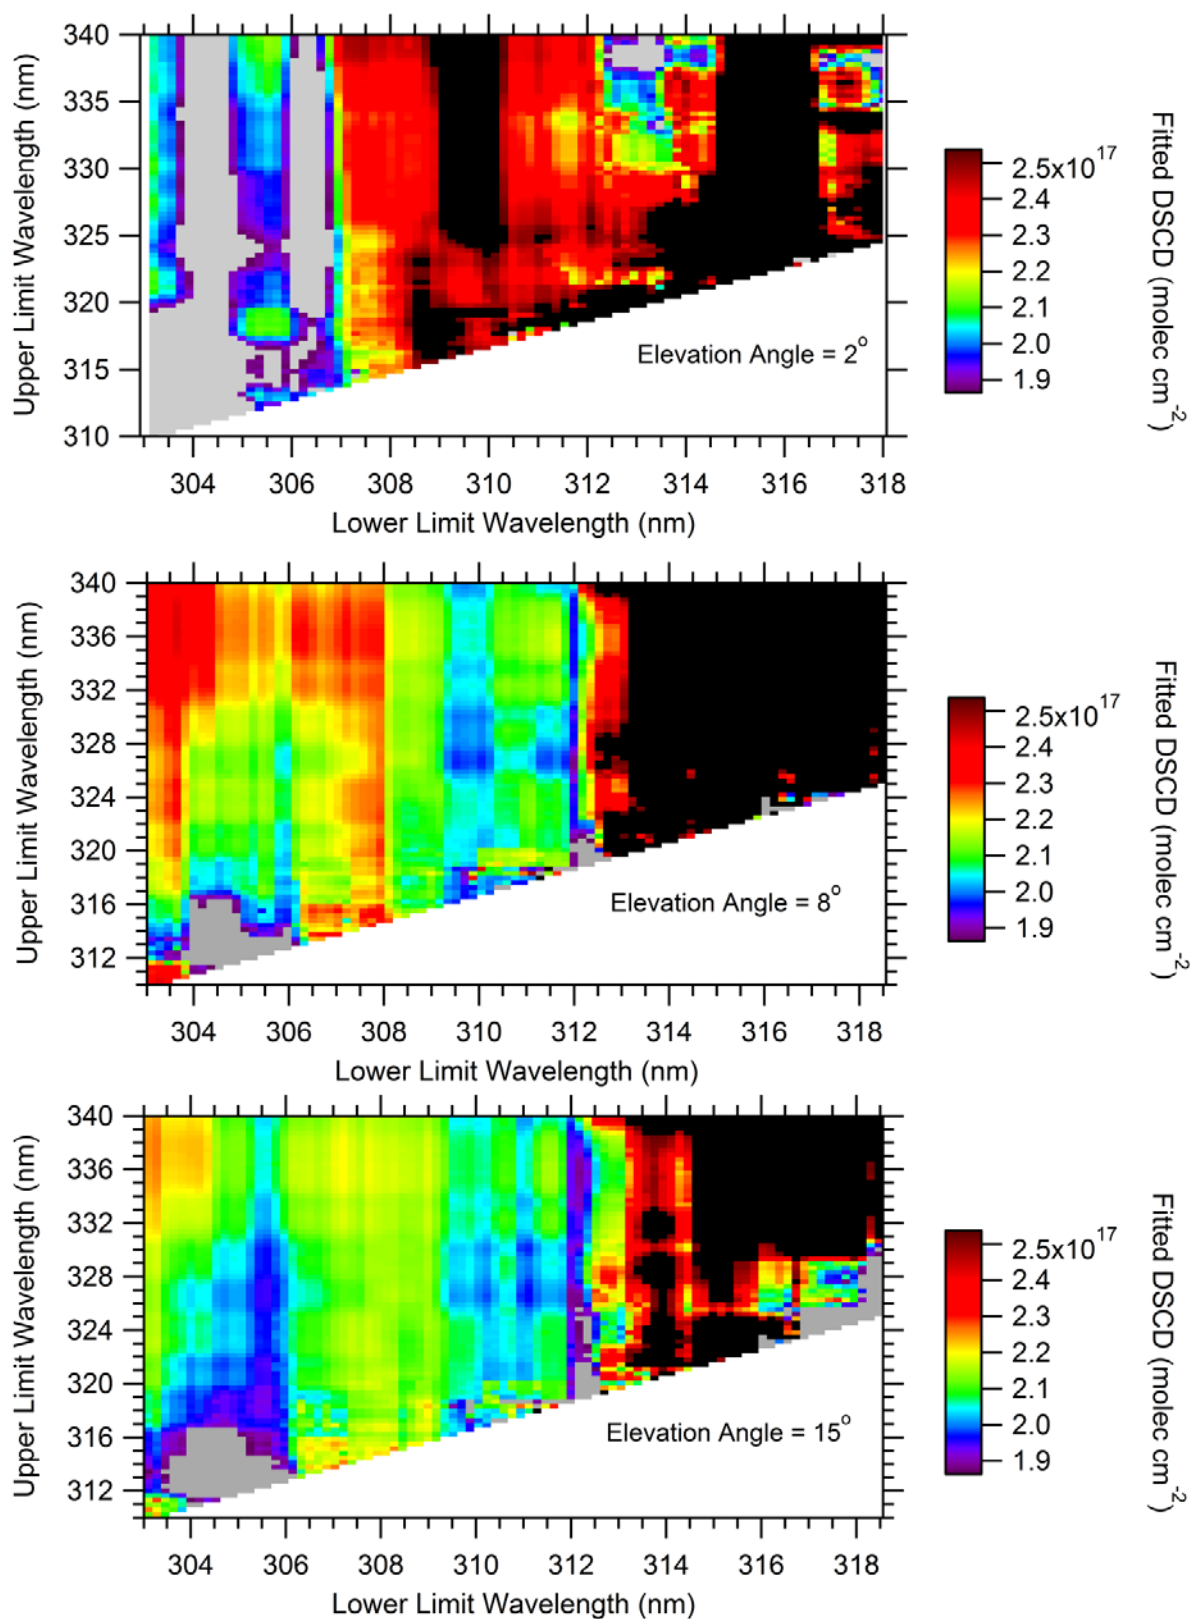 340
335
330
325
320
315
310
Upper Limit Wavelength (nm)
304 306 308 310 312 314 316 318
Lower Limit Wavelength (nm)
Elevation Angle = 2°
2.5x10^17
2.4
2.3
2.2
2.1
2.0
1.9
Fitted DSCD (molec cm^-2)
340
336
332
328
324
320
316
312
Upper Limit Wavelength (nm)
304 306 308 310 312 314 316 318
Lower Limit Wavelength (nm)
Elevation Angle = 8°
2.5x10^17
2.4
2.3
2.2
2.1
2.0
1.9
Fitted DSCD (molec cm^-2)
340
336
332
328
324
320
316
312
Upper Limit Wavelength (nm)
304 306 308 310 312 314 316 318
Lower Limit Wavelength (nm)
Elevation Angle = 15°
2.5x10^17
2.4
2.3
2.2
2.1
2.0
1.9
Fitted DSCD (molec cm^-2)